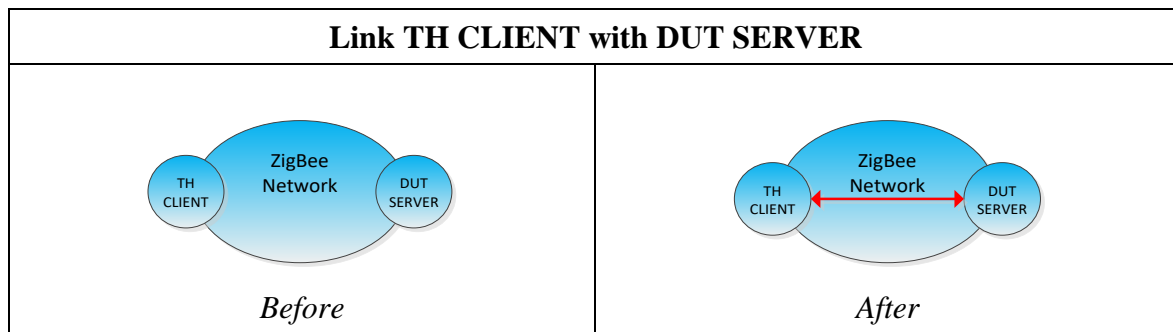 Link TH CLIENT with DUT SERVER
ZigBee
Network
TH
CLIENT
DUT
SERVER
Before
ZigBee
Network
TH
CLIENT
DUT
SERVER
After